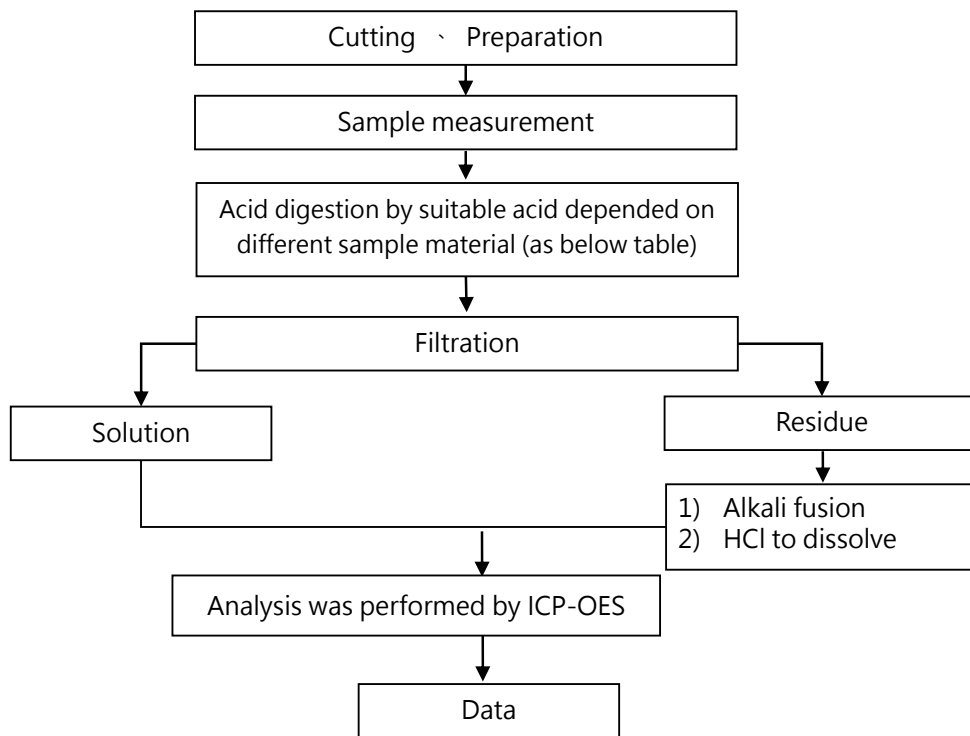 Cutting 、 Preparation
Sample measurement
Acid digestion by suitable acid depended on
different sample material (as below table)
Filtration
Solution
Residue
1) Alkali fusion
2) HCl to dissolve
Analysis was performed by ICP-OES
Data